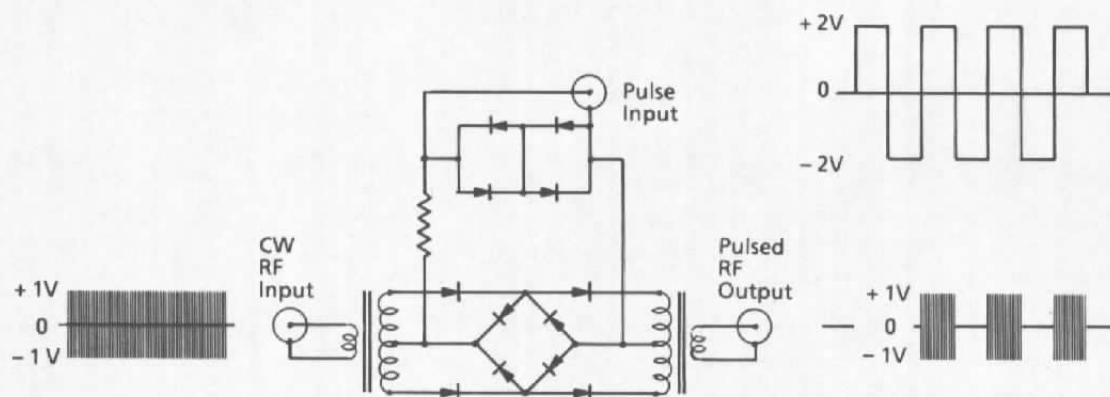 + 2V
0
– 2V
Pulse
Input
CW
RF
Input
Pulsed
RF
Output
+ 1V
0
– 1V
+ 1V
0
– 1V